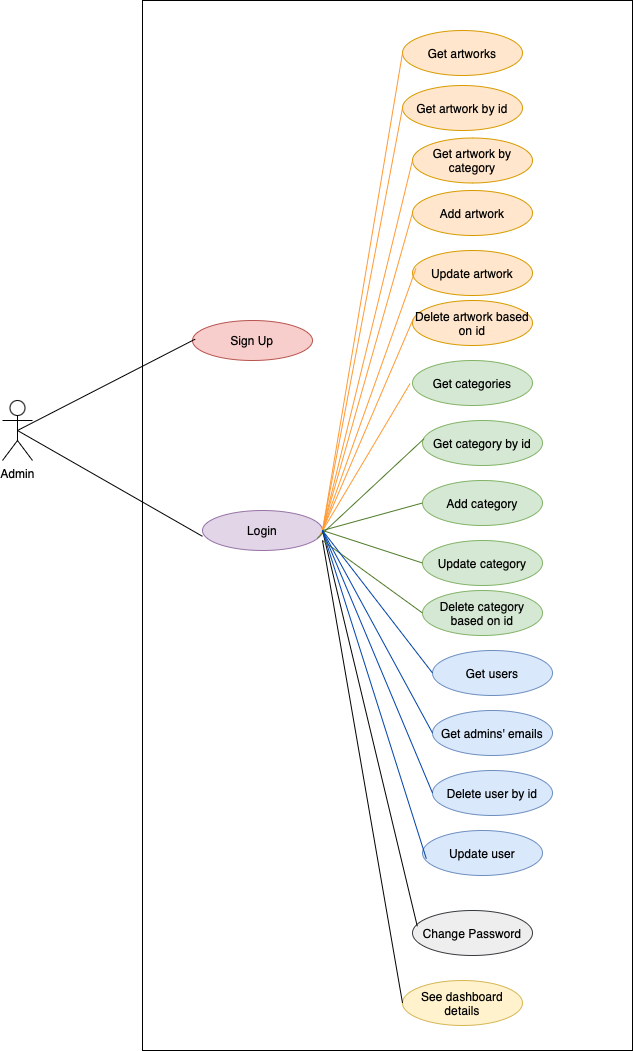 Get artworks
Get artwork by id
Get artwork by
category
Add artwork
Update artwork
Delete artwork based
on id
Sign Up
Get categories
Admin
Get category by id
Add category
Login
Update category
Delete category
based on id
Get users
Get admins' emails
Delete user by id
Update user
Change Password
See dashboard
details